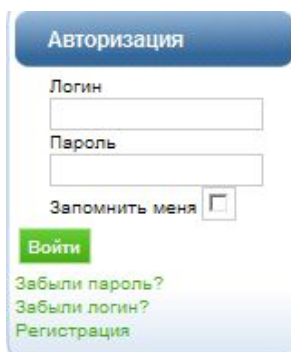 Авторизация
Логин
Пароль
Запомнить меня
Войти
Забыли пароль?
Забыли логин?
Регистрация